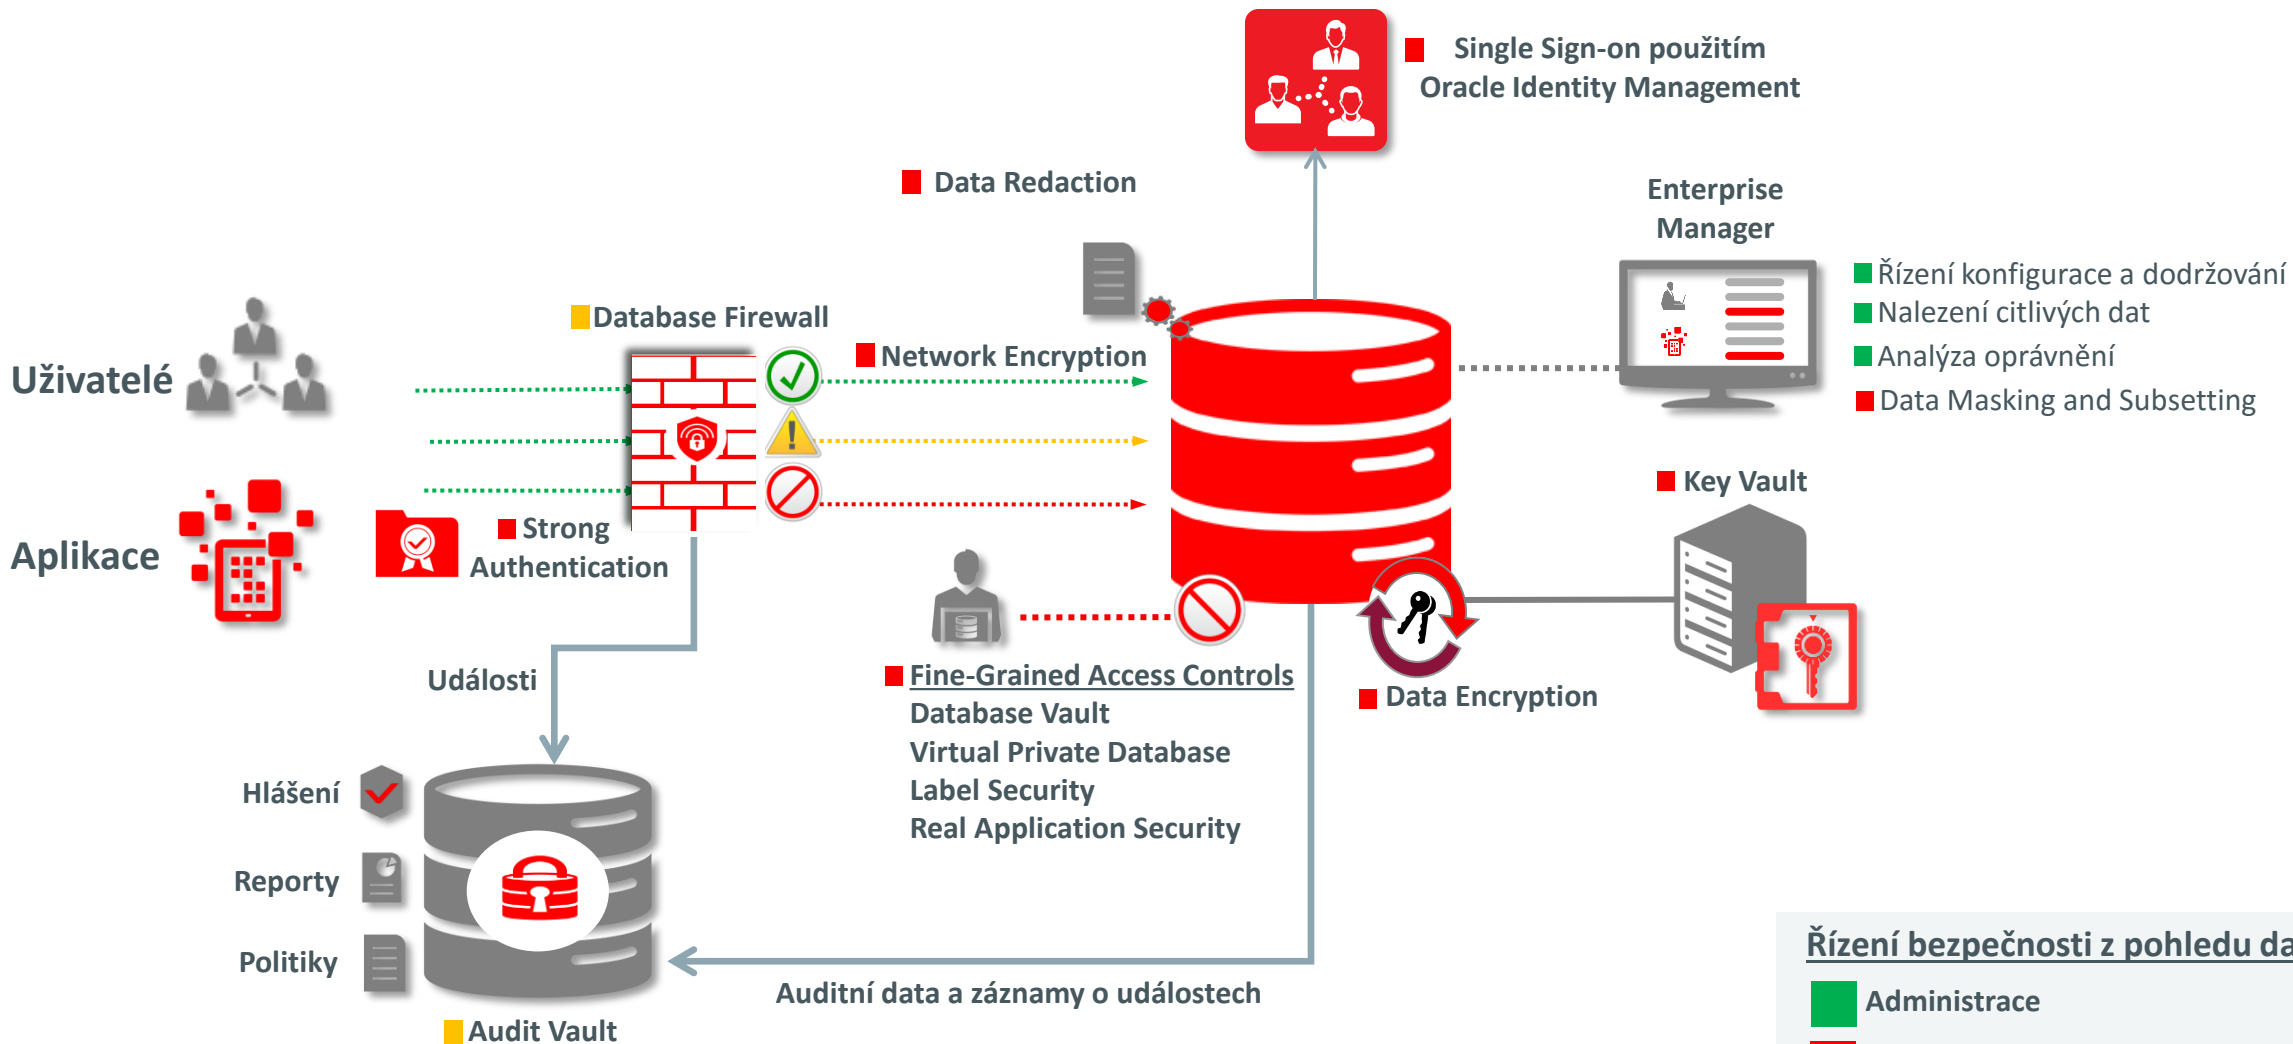 Single Sign-on použitím
Oracle Identity Management
Data Redaction
Enterprise
Manager
Řízení konfigurace a dodržování
Nalezení citlivých dat
Analýza oprávnění
Data Masking and Subsetting
Database Firewall
Network Encryption
Uživatelé
Aplikace
Strong
Authentication
Key Vault
Události
Fine-Grained Access Controls
Database Vault
Virtual Private Database
Label Security
Real Application Security
Data Encryption
Hlášení
Reporty
Politiky
Audit Vault
Auditní data a záznamy o událostech
Řízení bezpečnosti z pohledu
Administrace